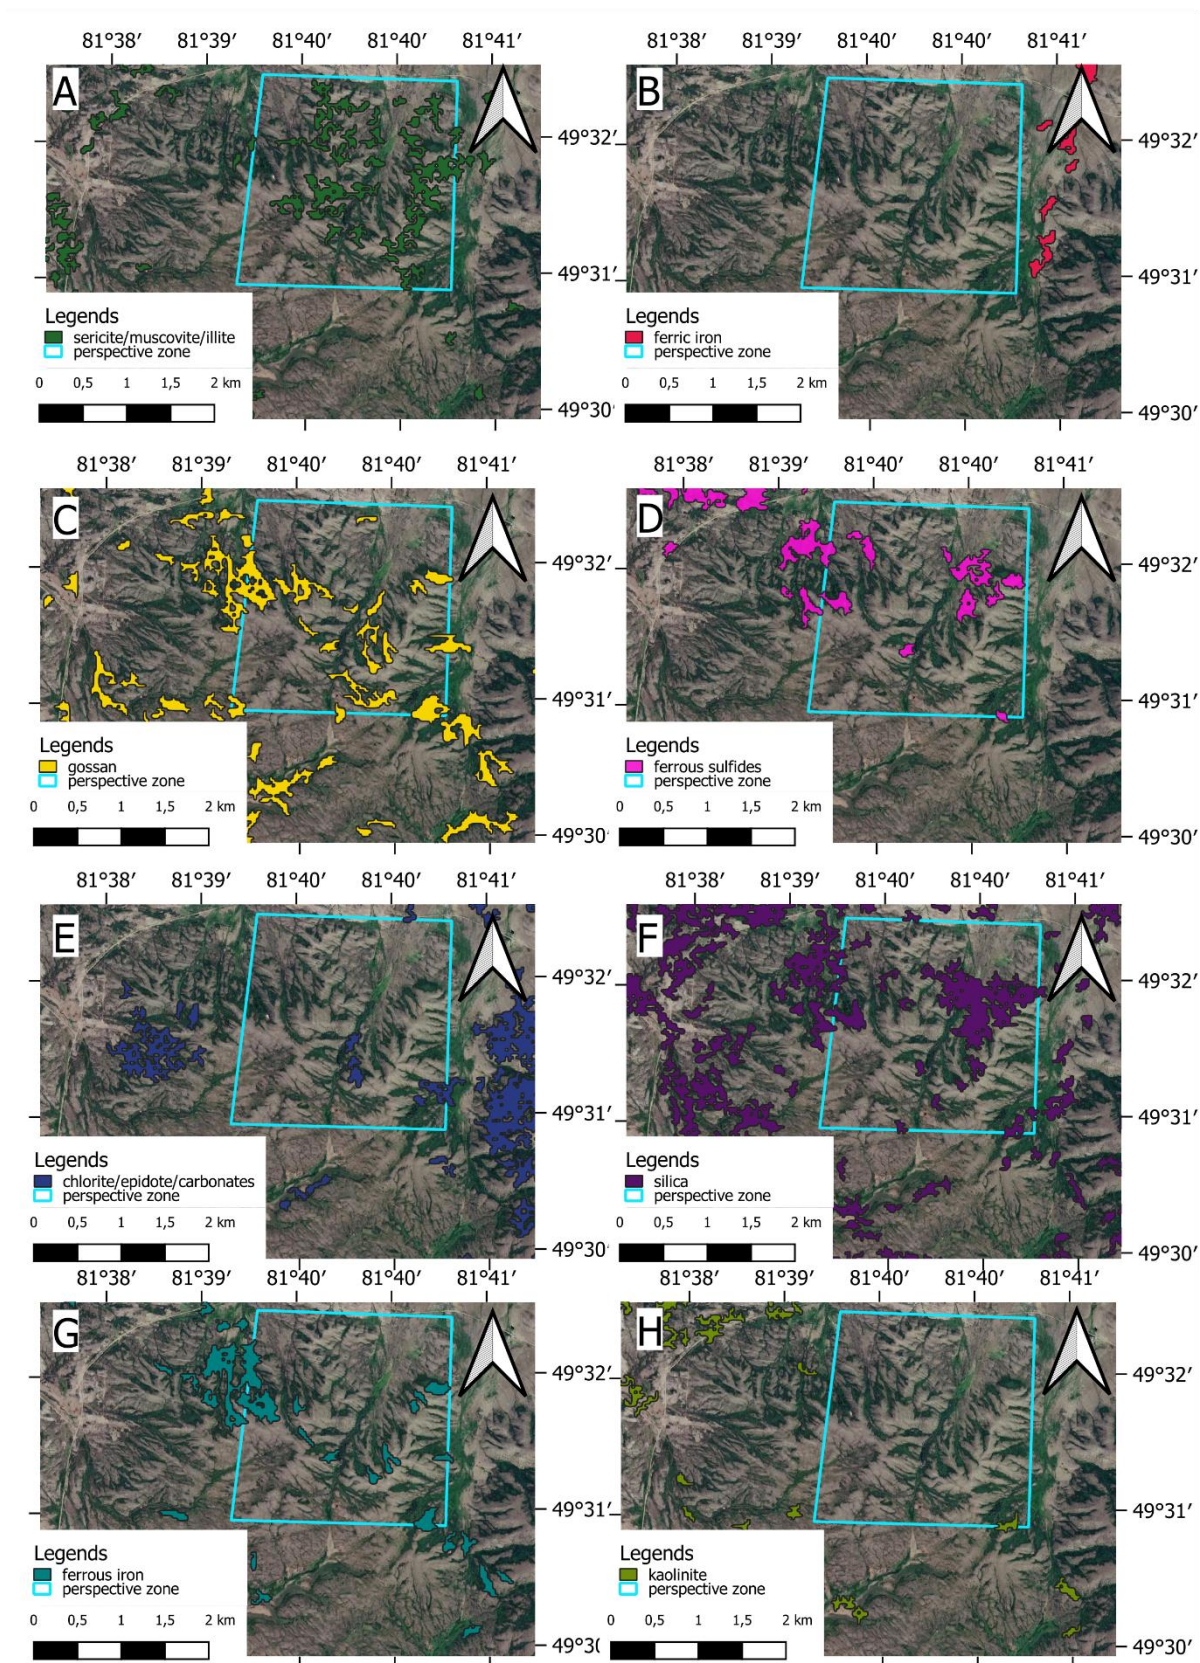 81°38′ 81°39′ 81°40′ 81°40′ 81°41′
A
49°32′
49°31′
49°30′
Legends
sericite/muscovite/illite
perspective zone
0 0,5 1 1,5 2 km
81°38′ 81°39′ 81°40′ 81°40′ 81°41′
B
49°32′
49°31′
49°30′
Legends
ferric iron
perspective zone
0 0,5 1 1,5 2 km
81°38′ 81°39′ 81°40′ 81°40′ 81°41′
C
49°32′
49°31′
49°30′
Legends
gossan
perspective zone
0 0,5 1 1,5 2 km
81°38′ 81°39′ 81°40′ 81°40′ 81°41′
D
49°32′
49°31′
49°30′
Legends
ferrous sulfides
perspective zone
0 0,5 1 1,5 2 km
81°38′ 81°39′ 81°40′ 81°40′ 81°41′
E
49°32′
49°31′
49°30′
Legends
chlorite/epidote/carbonates
perspective zone
0 0,5 1 1,5 2 km
81°38′ 81°39′ 81°40′ 81°40′ 81°41′
F
49°32′
49°31′
49°30′
Legends
silica
perspective zone
0 0,5 1 1,5 2 km
81°38′ 81°39′ 81°40′ 81°40′ 81°41′
G
49°32′
49°31′
49°30
Legends
ferrous iron
perspective zone
0 0,5 1 1,5 2 km
81°38′ 81°39′ 81°40′ 81°40′ 81°41′
H
49°32′
49°31′
49°30′
Legends
kaolinite
perspective zone
0 0,5 1 1,5 2 km